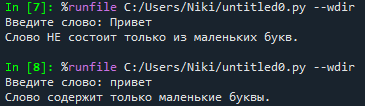 In [7]: %runfile C:/Users/Niki/untitled0.py --wdir
Введите слово: Привет
Слово НЕ состоит только из маленьких букв.
In [8]: %runfile C:/Users/Niki/untitled0.py --wdir
Введите слово: привет
Слово содержит только маленькие буквы.